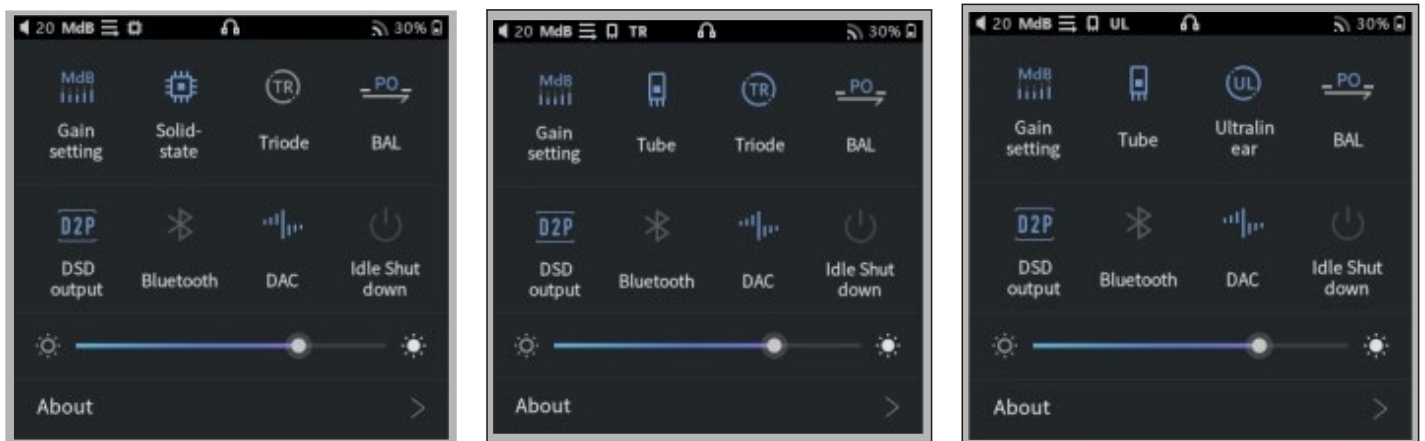 20 MdB 30%
MdB TR PO
Gain setting Solid-state Triode BAL
D2P
DSD output Bluetooth DAC Idle Shut down
About
20 MdB TR 30%
MdB TR PO
Gain setting Tube Triode BAL
D2P
DSD output Bluetooth DAC Idle Shut down
About
20 MdB UL 30%
MdB UL PO
Gain setting Tube Ultralin ear BAL
D2P
DSD output Bluetooth DAC Idle Shut down
About